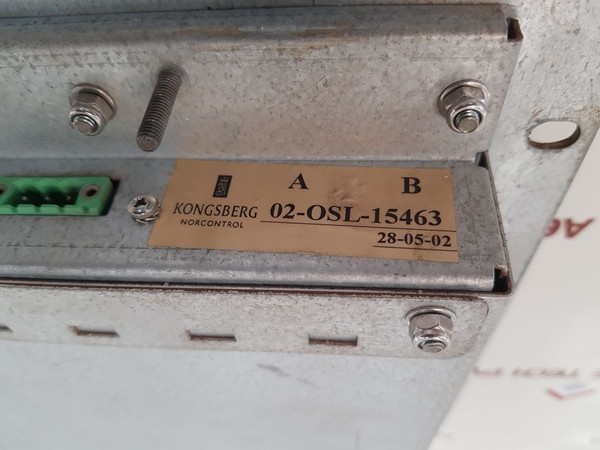 A B
KONGSBERG 02-OSL-15463
NORCONTROL
28-05-02